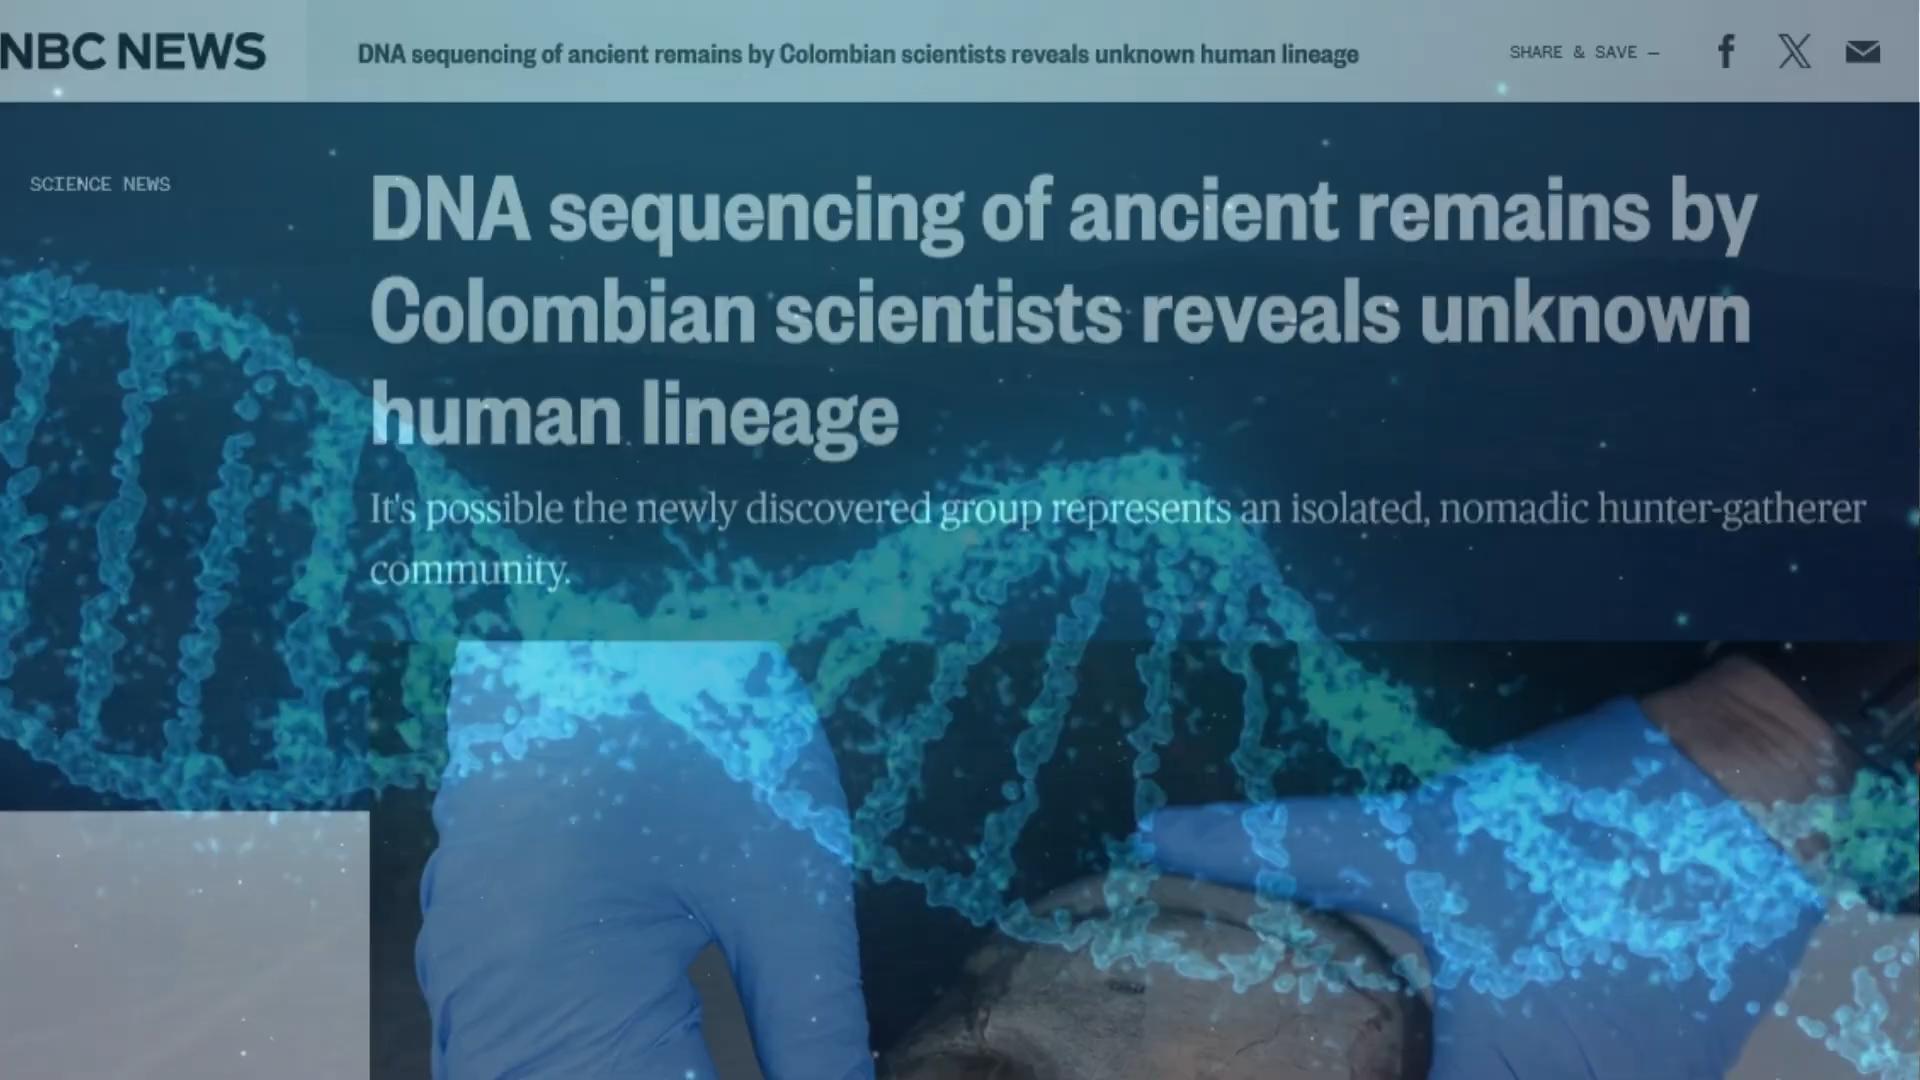 NBC NEWS
DNA sequencing of ancient remains by Colombian scientists reveals unknown human lineage
SHARE & SAVE —
SCIENCE NEWS
DNA sequencing of ancient remains by
Colombian scientists reveals unknown
human lineage
It's possible the newly discovered group represents an isolated, nomadic hunter-gatherer
community.